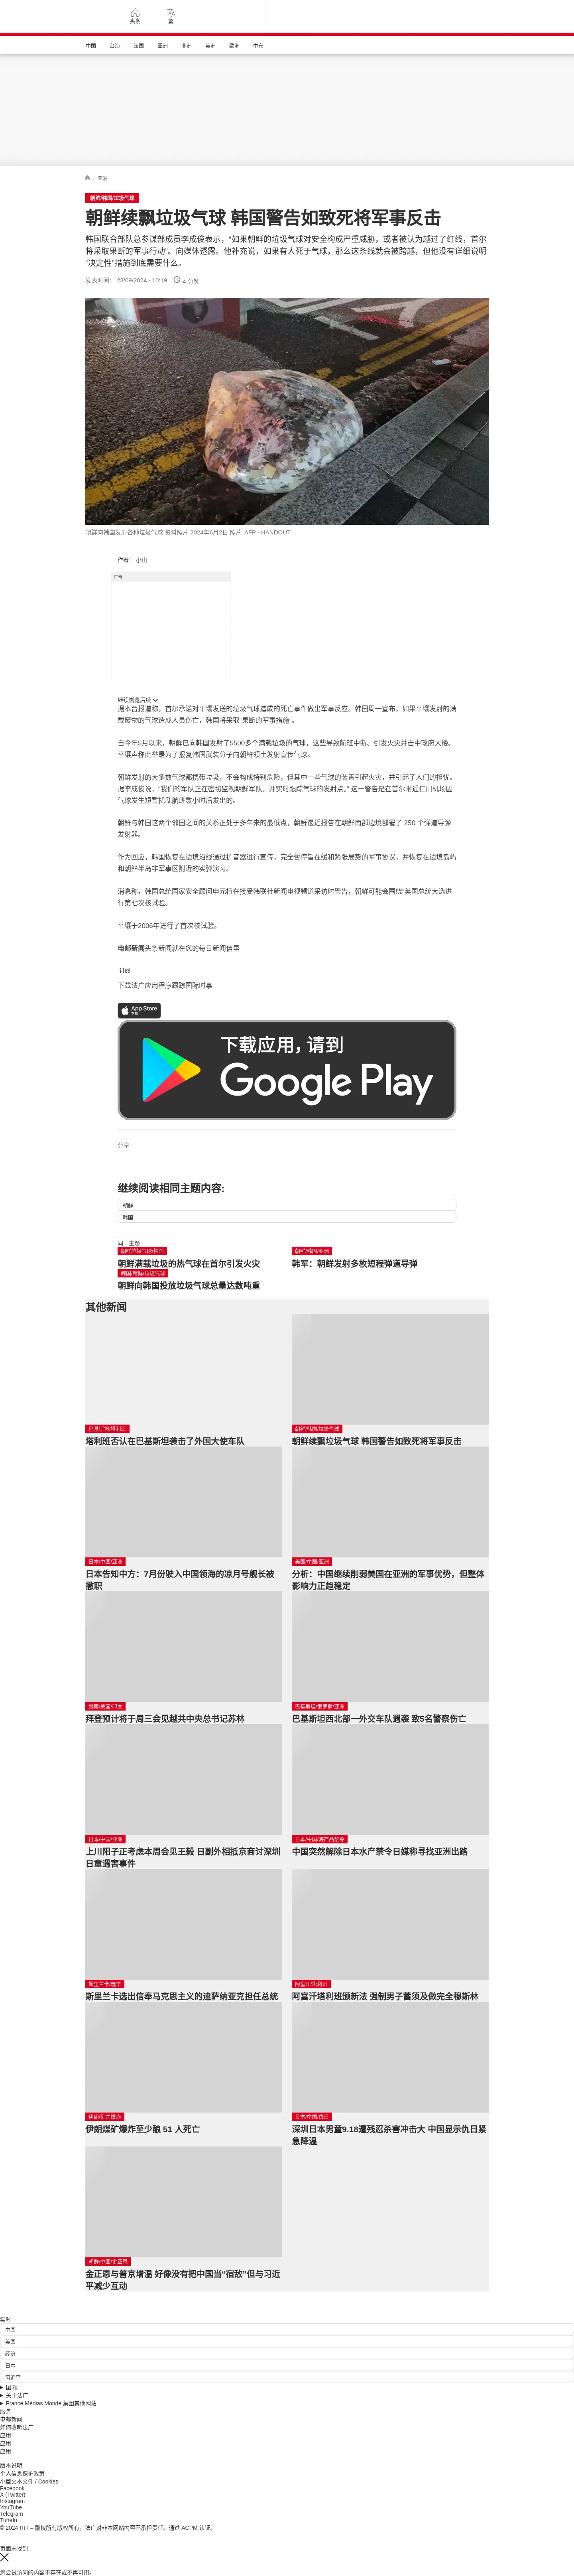 头条
繁
中国
台海
法国
亚洲
非洲
美洲
欧洲
中东
/ 亚洲
朝鲜/韩国/垃圾气球
朝鲜续飘垃圾气球 韩国警告如致死将军事反击
韩国联合部队总参谋部成员李成俊表示，“如果朝鲜的垃圾气球对安全构成严重威胁，或者被认为越过了红线，首尔
将采取果断的军事行动”。向媒体透露。他补充说，如果有人死于气球，那么这条线就会被跨越，但他没有详细说明
“决定性”措施到底需要什么。
发表时间： 23/09/2024 - 10:19
4 分钟
朝鲜向韩国发射各种垃圾气球 资料照片 2024年6月2日 照片 AFP - HANDOUT
作者： 小山
广告
继续浏览后续
据本台报道称，首尔承诺对平壤发送的垃圾气球造成的死亡事件做出军事反应。韩国周一宣布，如果平壤发射的满
载废物的气球造成人员伤亡，韩国将采取“果断的军事措施”。
自今年5月以来，朝鲜已向韩国发射了5500多个满载垃圾的气球，这些导致航班中断、引发火灾并击中政府大楼。
平壤声称此举是为了报复韩国武装分子向朝鲜领土发射宣传气球。
朝鲜发射的大多数气球都携带垃圾，不会构成特别危险，但其中一些气球的装置引起火灾，并引起了人们的担忧。
据李成俊说，“我们的军队正在密切监视朝鲜军队，并实时跟踪气球的发射点。” 这一警告是在首尔附近仁川机场因
气球发生短暂扰乱航班数小时后发出的。
朝鲜与韩国这两个邻国之间的关系正处于多年来的最低点，朝鲜最近报告在朝鲜南部边境部署了 250 个弹道导弹
发射器。
作为回应，韩国恢复在边境沿线通过扩音器进行宣传，完全暂停旨在缓和紧张局势的军事协议，并恢复在边境岛屿
和朝鲜半岛非军事区附近的实弹演习。
消息称，韩国总统国家安全顾问申元植在接受韩联社新闻电视频道采访时警告，朝鲜可能会围绕“美国总统大选进
行第七次核试验。
平壤于2006年进行了首次核试验。
电邮新闻头条新闻就在您的每日新闻信里
订阅
下载法广应用程序跟踪国际时事
App Store
下载
下载应用，请到
Google Play
分享 :
继续阅读相同主题内容:
朝鲜
韩国
同一主题
朝鲜垃圾气球/韩国
朝鲜满载垃圾的热气球在首尔引发火灾
朝鲜/韩国/亚洲
韩军：朝鲜发射多枚短程弹道导弹
韩国/朝鲜/垃圾气球
朝鲜向韩国投放垃圾气球总量达数吨重
其他新闻
巴基斯坦/塔利班
塔利班否认在巴基斯坦袭击了外国大使车队
朝鲜/韩国/垃圾气球
朝鲜续飘垃圾气球 韩国警告如致死将军事反击
日本/中国/亚洲
日本告知中方：7月份驶入中国领海的凉月号舰长被
撤职
美国/中国/亚洲
分析：中国继续削弱美国在亚洲的军事优势，但整体
影响力正趋稳定
越南/美国/印太
拜登预计将于周三会见越共中央总书记苏林
巴基斯坦/俄罗斯/亚洲
巴基斯坦西北部一外交车队遇袭 致5名警察伤亡
日本/中国/亚洲
上川阳子正考虑本周会见王毅 日副外相抵京商讨深圳
日童遇害事件
日本/中国/海产品禁令
中国突然解除日本水产禁令日媒称寻找亚洲出路
斯里兰卡/选举
斯里兰卡选出信奉马克思主义的迪萨纳亚克担任总统
阿富汗/塔利班
阿富汗塔利班颁新法 强制男子蓄须及做完全穆斯林
伊朗/矿井爆炸
伊朗煤矿爆炸至少酿 51 人死亡
日本/中国/仇日
深圳日本男童9.18遭残忍杀害冲击大 中国显示仇日紧
急降温
朝鲜/中国/金正恩
金正恩与普京增温 好像没有把中国当“宿敌”但与习近
平减少互动
实时
中国
美国
经济
日本
习近平
国际
关于法广
France Médias Monde 集团其他网站
服务
电邮新闻
如何收听法广
应用
应用
应用
版本说明
个人信息保护政策
小型文本文件 / Cookies
Facebook
X (Twitter)
Instagram
YouTube
Telegram
TuneIn
© 2024 RFI – 版权所有版权所有。法广对非本网站内容不承担责任。通过 ACPM 认证。
页面未找到
您尝试访问的内容不存在或不再可用。